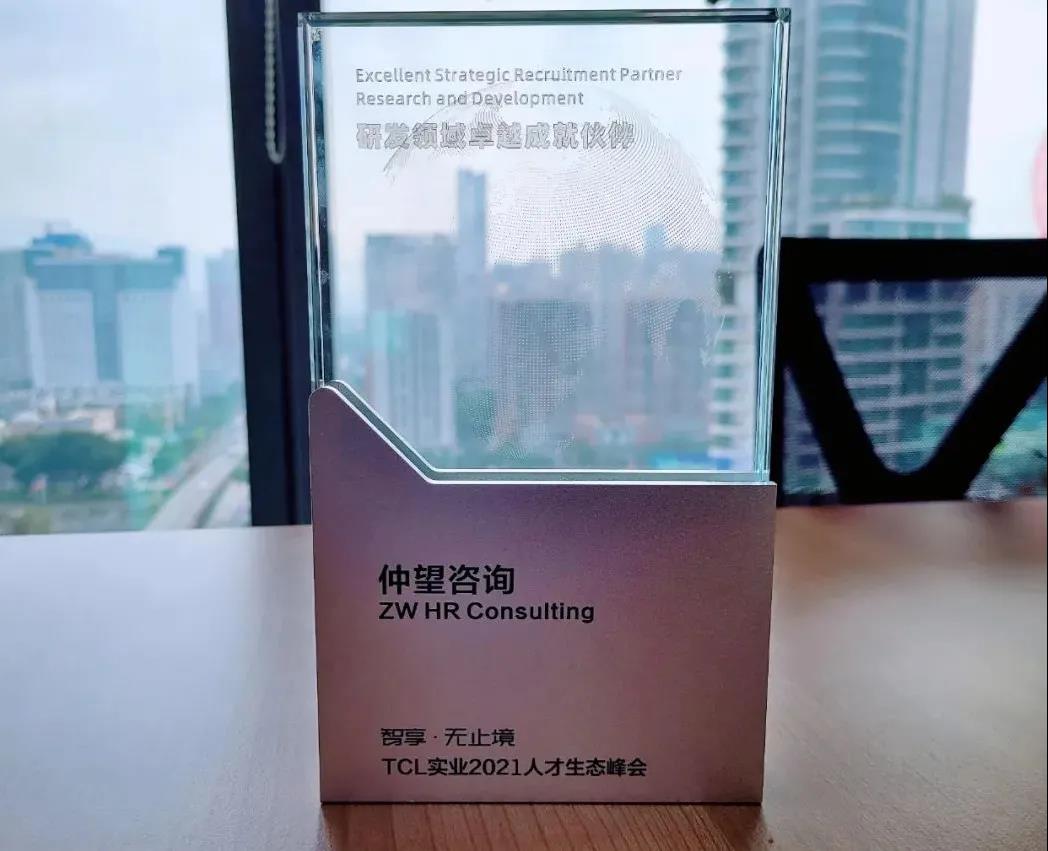 Excellent Strategic Recruitment Partner
Research and Development
研发领域卓越成就伙伴
仲望咨询
ZW HR Consulting
智享·无止境
TCL实业2021人才生态峰会